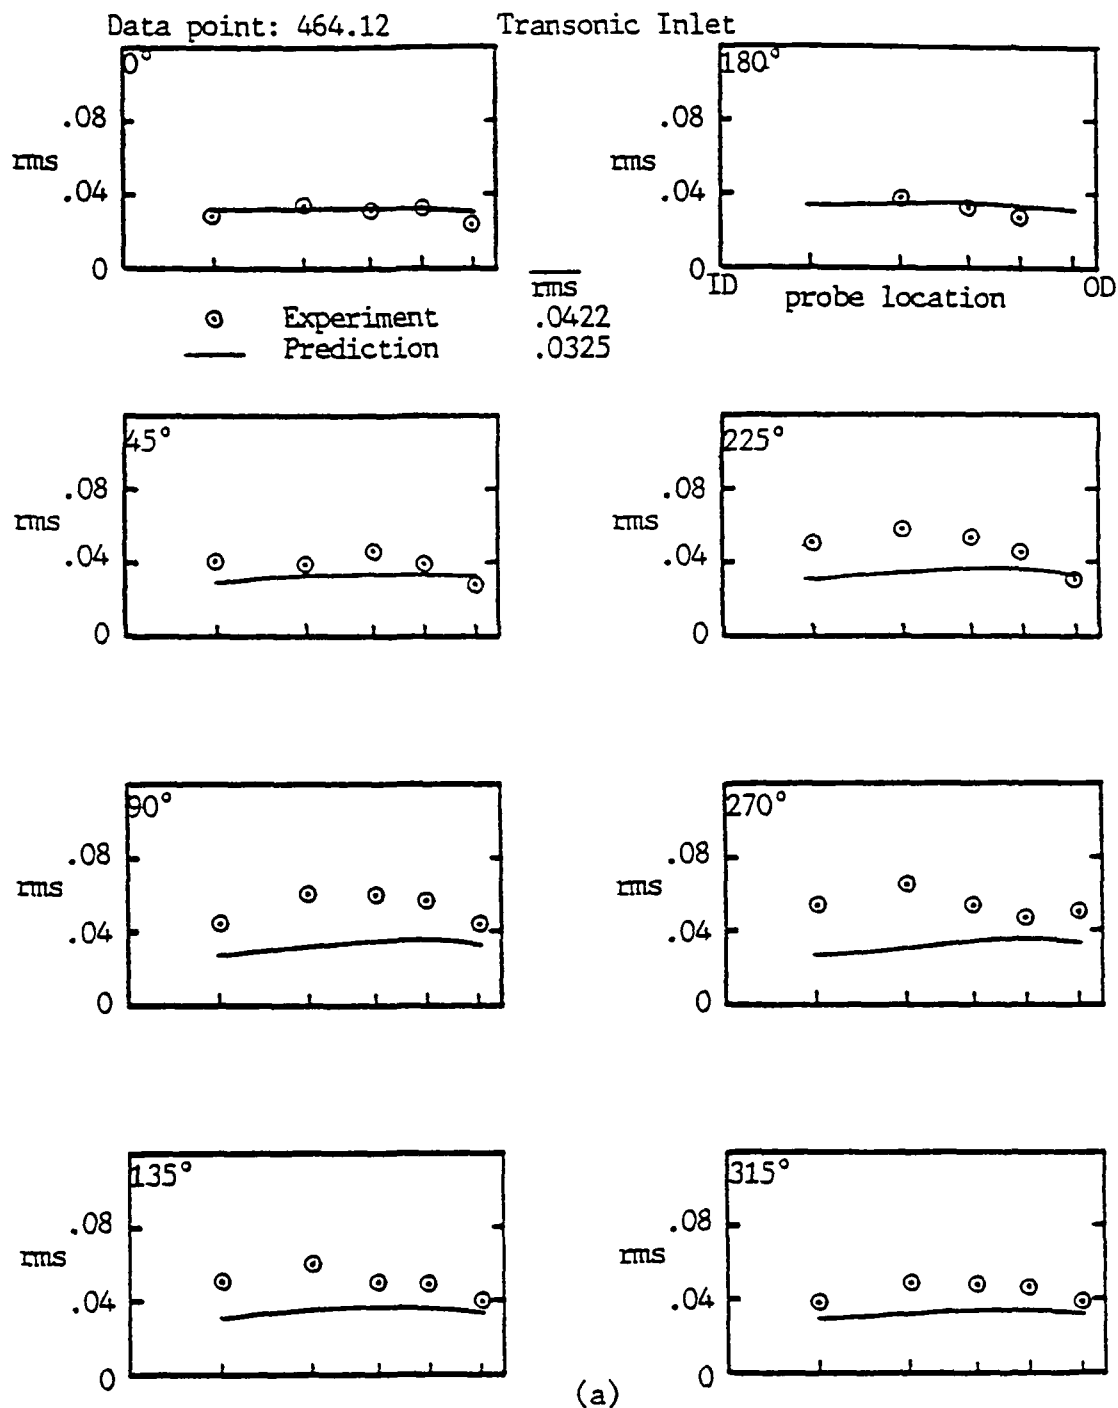 Data point: 464.12 Transonic Inlet
0°
.08
rms
.04
0
180°
.08
rms
.04
0
ID probe location OD
rms
Experiment .0422
Prediction .0325
45°
.08
rms
.04
0
225°
.08
rms
.04
0
90°
.08
rms
.04
0
270°
.08
rms
.04
0
135°
.08
rms
.04
0
315°
.08
rms
.04
0
(a)